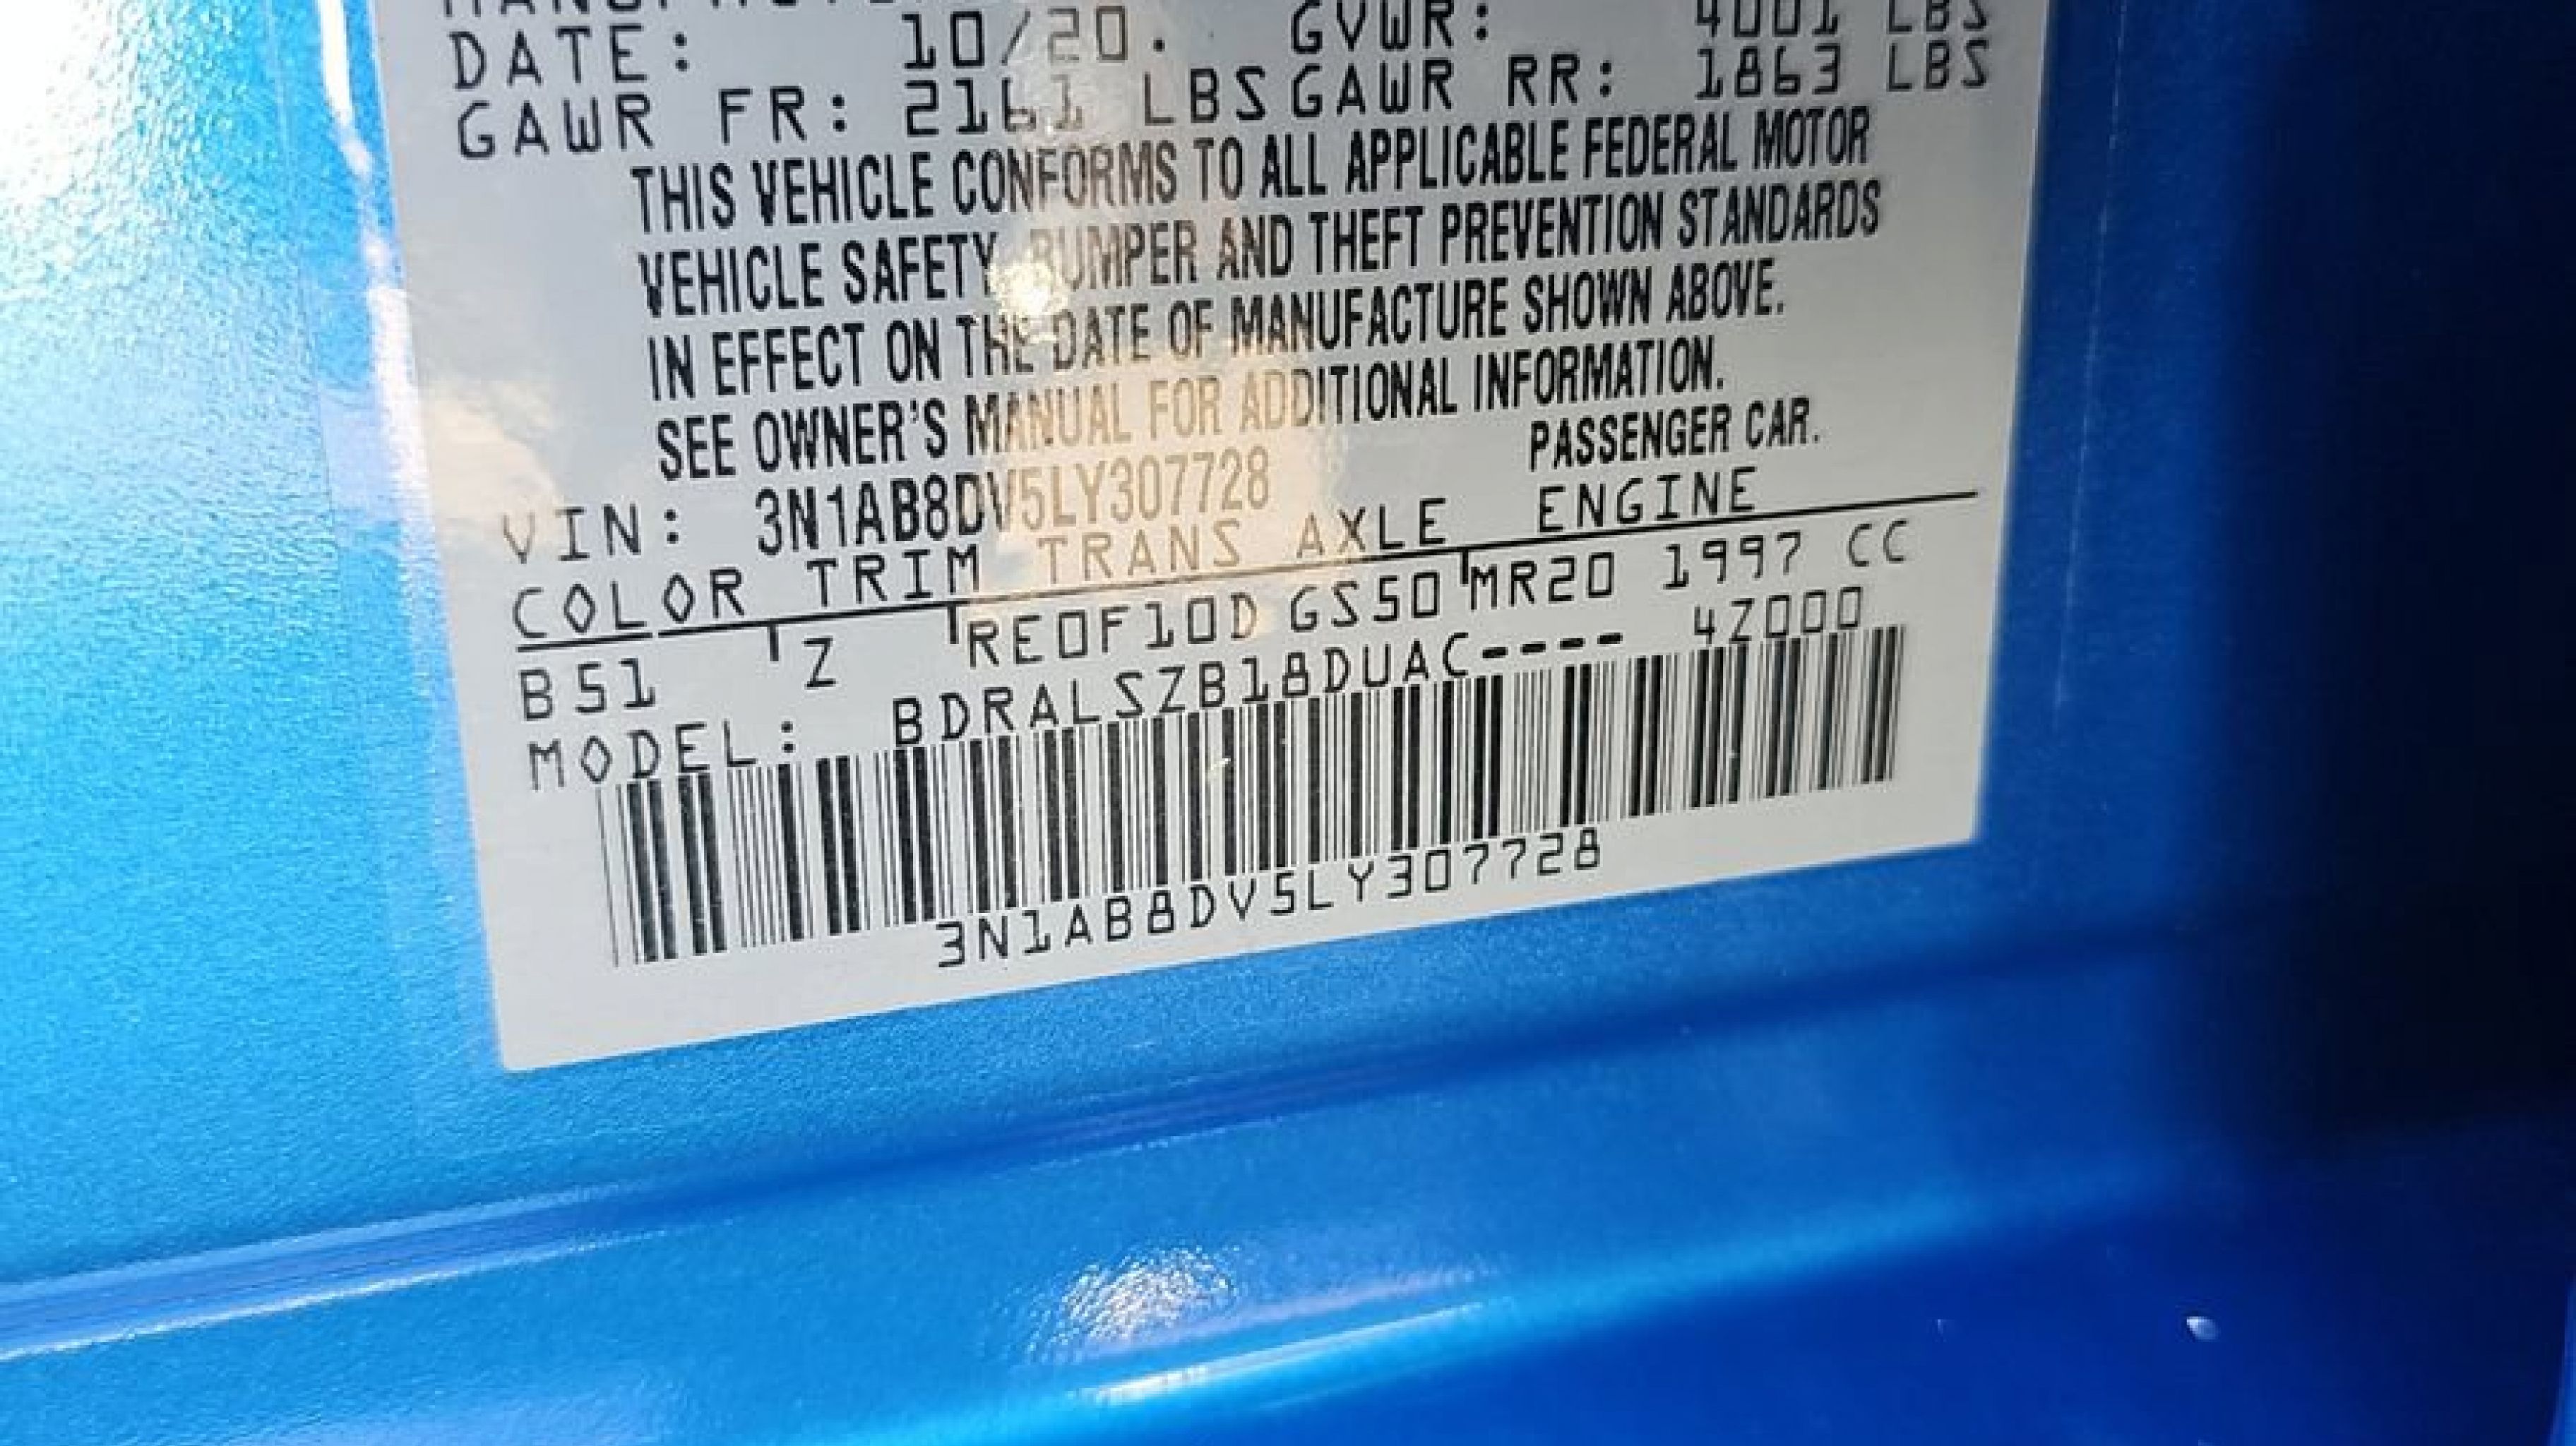 DATE: 10/20. GVWR: 4001 LBS
GAWR FR: 2161 LBS GAWR RR: 1863 LBS
THIS VEHICLE CONFORMS TO ALL APPLICABLE FEDERAL MOTOR
VEHICLE SAFETY, BUMPER AND THEFT PREVENTION STANDARDS
IN EFFECT ON THE DATE OF MANUFACTURE SHOWN ABOVE.
SEE OWNER'S MANUAL FOR ADDITIONAL INFORMATION.
PASSENGER CAR.
VIN: 3N1AB8DV5LY307728
COLOR TRIM TRANS AXLE ENGINE
B51 Z RE0F10D GS50 MR20 1997 CC
MODEL: BDRALSZB18DUAC---- 4Z000
3N1AB8DV5LY307728